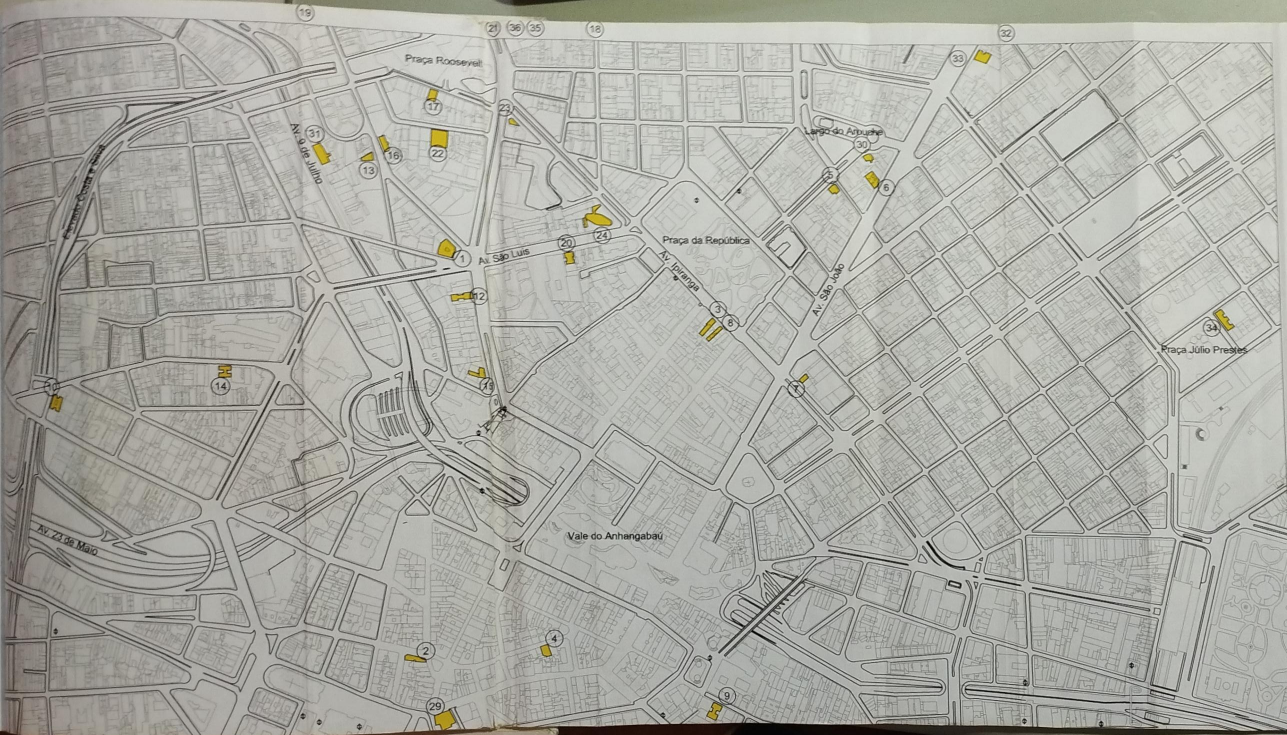 19
21
36
35
18
32
33
Praça Roosevelt
17
23
31
Av. 9 de Julho
16
13
22
Largo do Arouche
30
5
6
Elevado Costa e Silva
1
Av. São Luís
20
24
Praça da República
Av. Ipiranga
Av. São João
12
3
8
34
Praça Júlio Prestes
14
10
15
7
Av. 23 de Maio
Vale do Anhangabaú
2
4
29
9